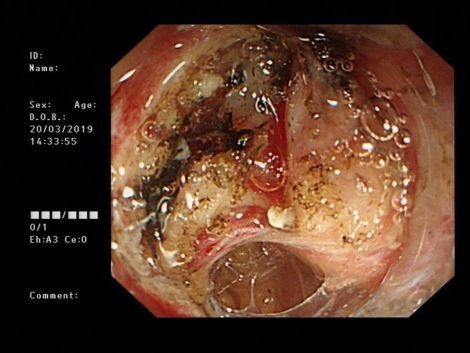 ID:
Name:
Sex: Age:
D.O.B.:
20/03/2019
14:33:55
■■■/■■■
0/1
Eh:A3 Ce:0
Comment: